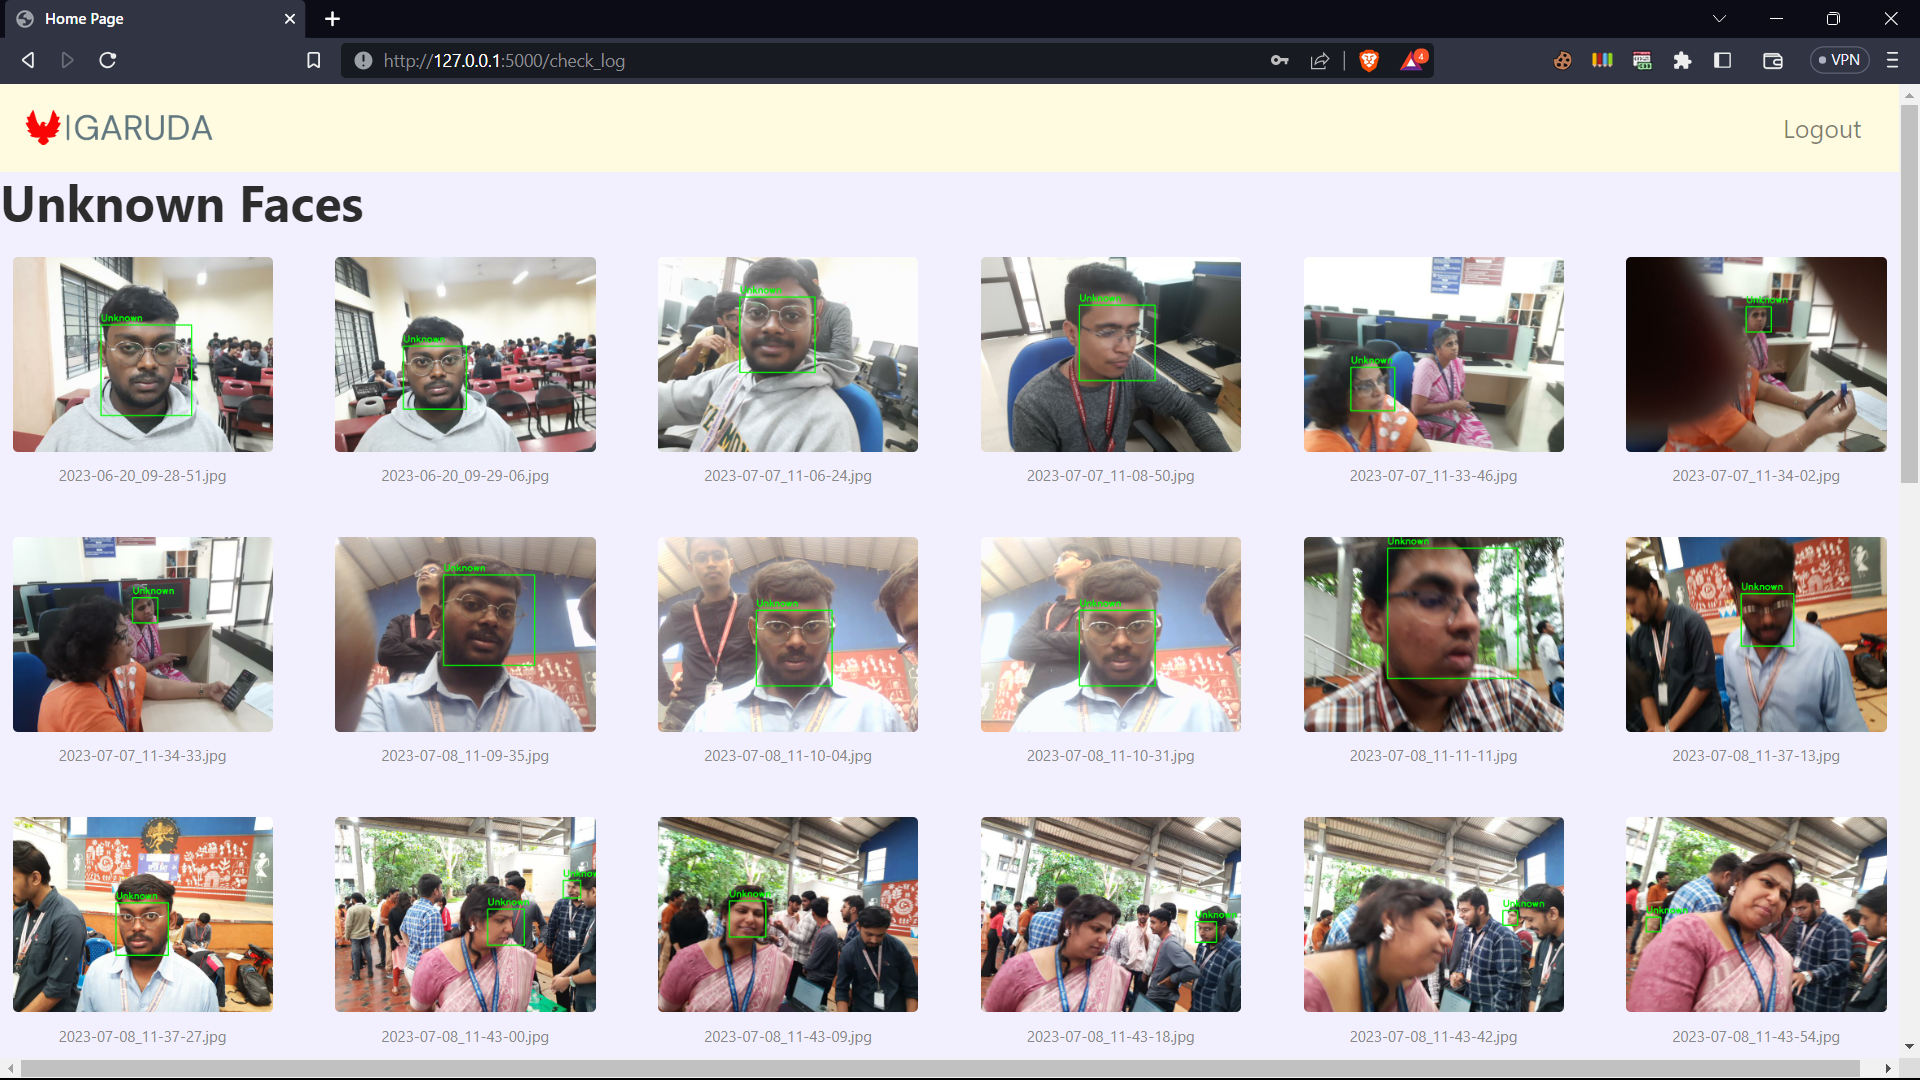 Home Page
http://127.0.0.1:5000/check_log
4
VPN
IGARUDA
Logout
Unknown Faces
Unknown
Unknown
Unknown
Unknown
Unknown
Unknown
2023-06-20_09-28-51.jpg
2023-06-20_09-29-06.jpg
2023-07-07_11-06-24.jpg
2023-07-07_11-08-50.jpg
2023-07-07_11-33-46.jpg
2023-07-07_11-34-02.jpg
Unknown
Unknown
Unknown
Unknown
Unknown
Unknown
2023-07-07_11-34-33.jpg
2023-07-08_11-09-35.jpg
2023-07-08_11-10-04.jpg
2023-07-08_11-10-31.jpg
2023-07-08_11-11-11.jpg
2023-07-08_11-37-13.jpg
Unknown
Unknown
Unknow
Unknown
Unknown
Unknown
Unknown
2023-07-08_11-37-27.jpg
2023-07-08_11-43-00.jpg
2023-07-08_11-43-09.jpg
2023-07-08_11-43-18.jpg
2023-07-08_11-43-42.jpg
2023-07-08_11-43-54.jpg